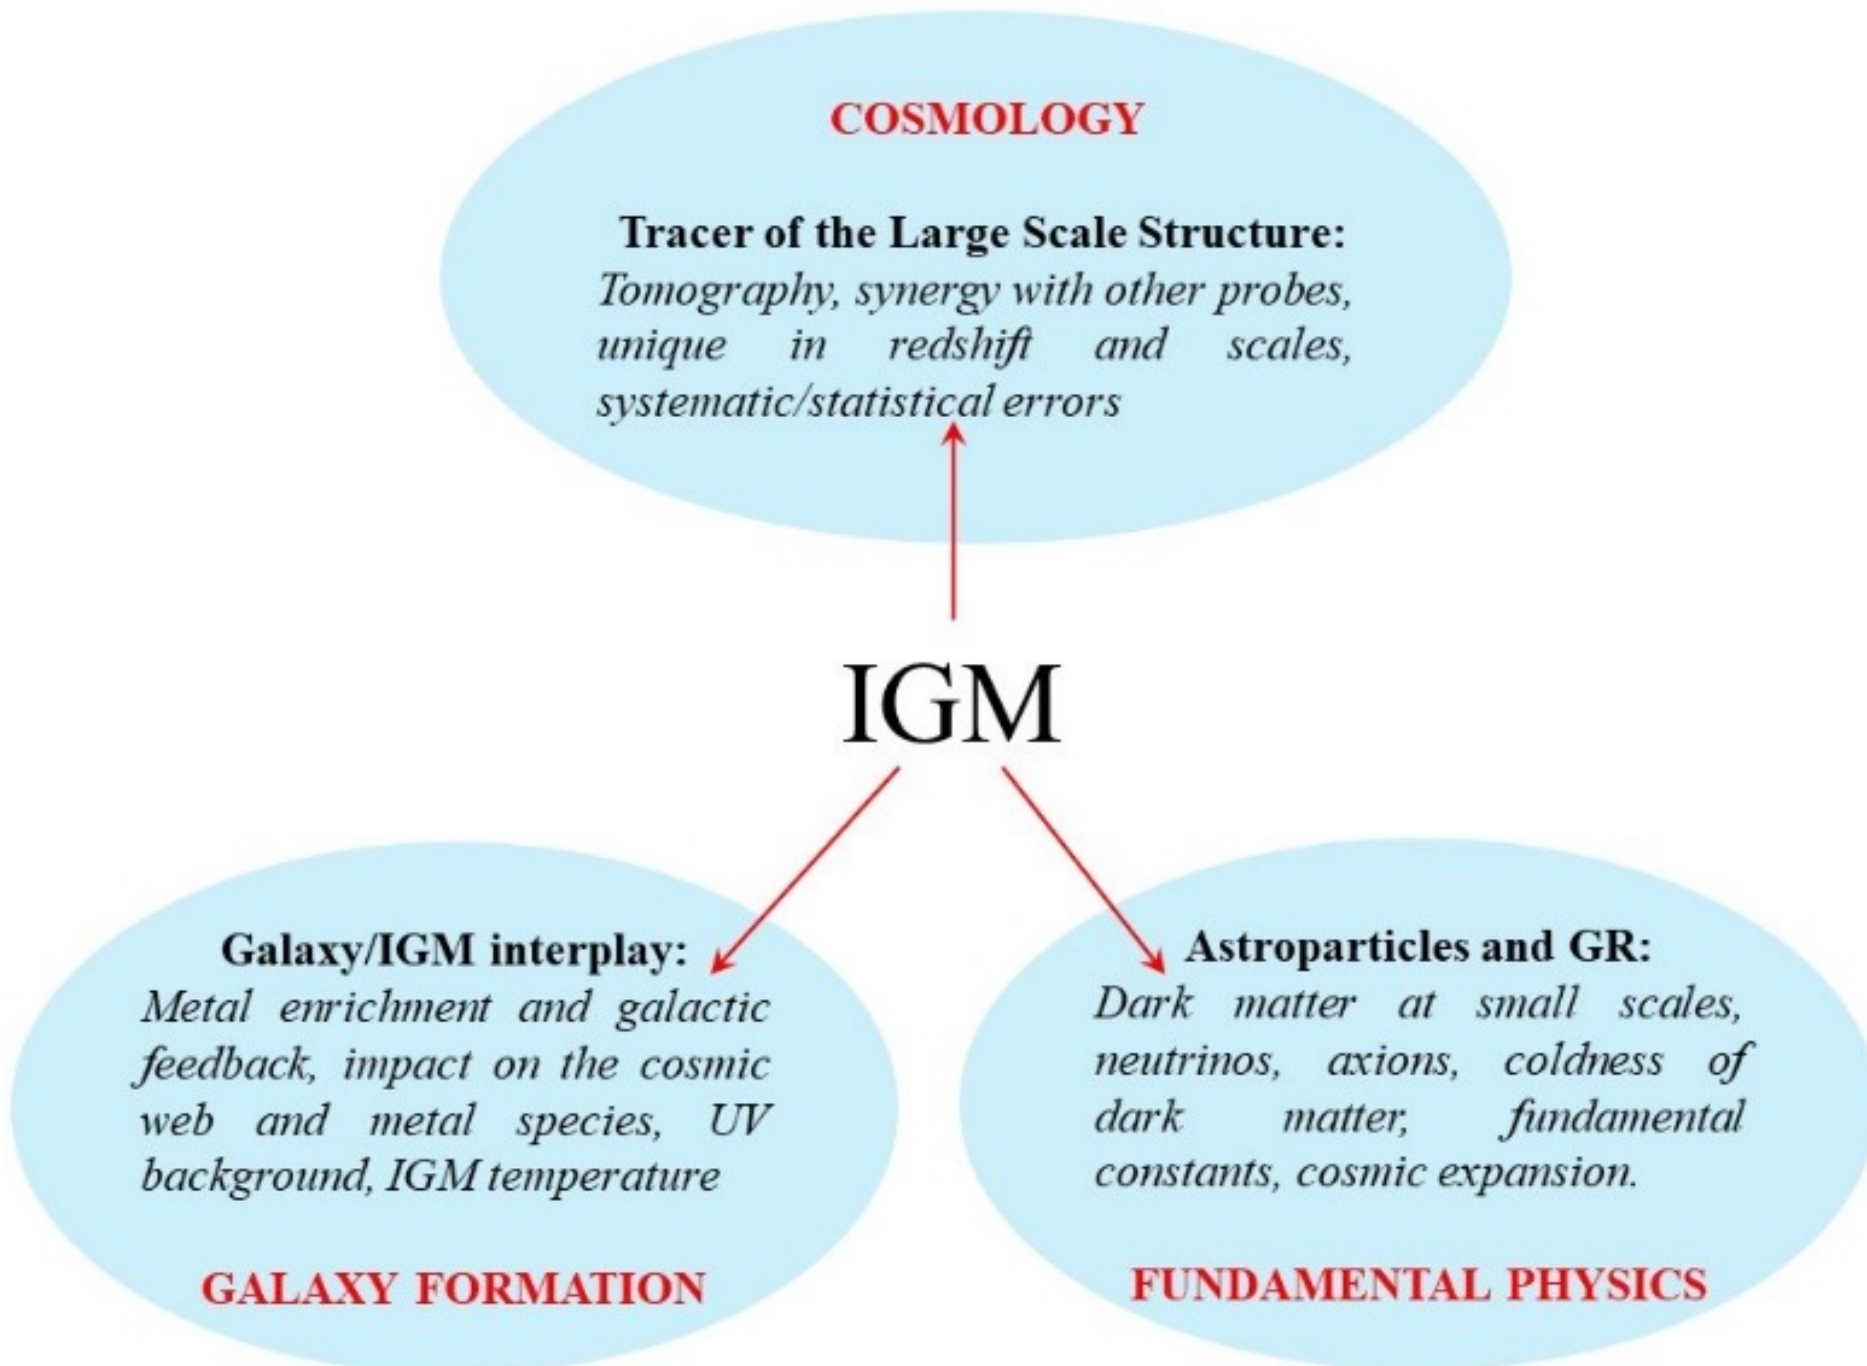 COSMOLOGY
Tracer of the Large Scale Structure:
Tomography, synergy with other probes,
unique in redshift and scales,
systematic/statistical errors
IGM
Galaxy/IGM interplay:
Metal enrichment and galactic
feedback, impact on the cosmic
web and metal species, UV
background, IGM temperature
GALAXY FORMATION
Astroparticles and GR:
Dark matter at small scales,
neutrinos, axions, coldness of
dark matter, fundamental
constants, cosmic expansion.
FUNDAMENTAL PHYSICS